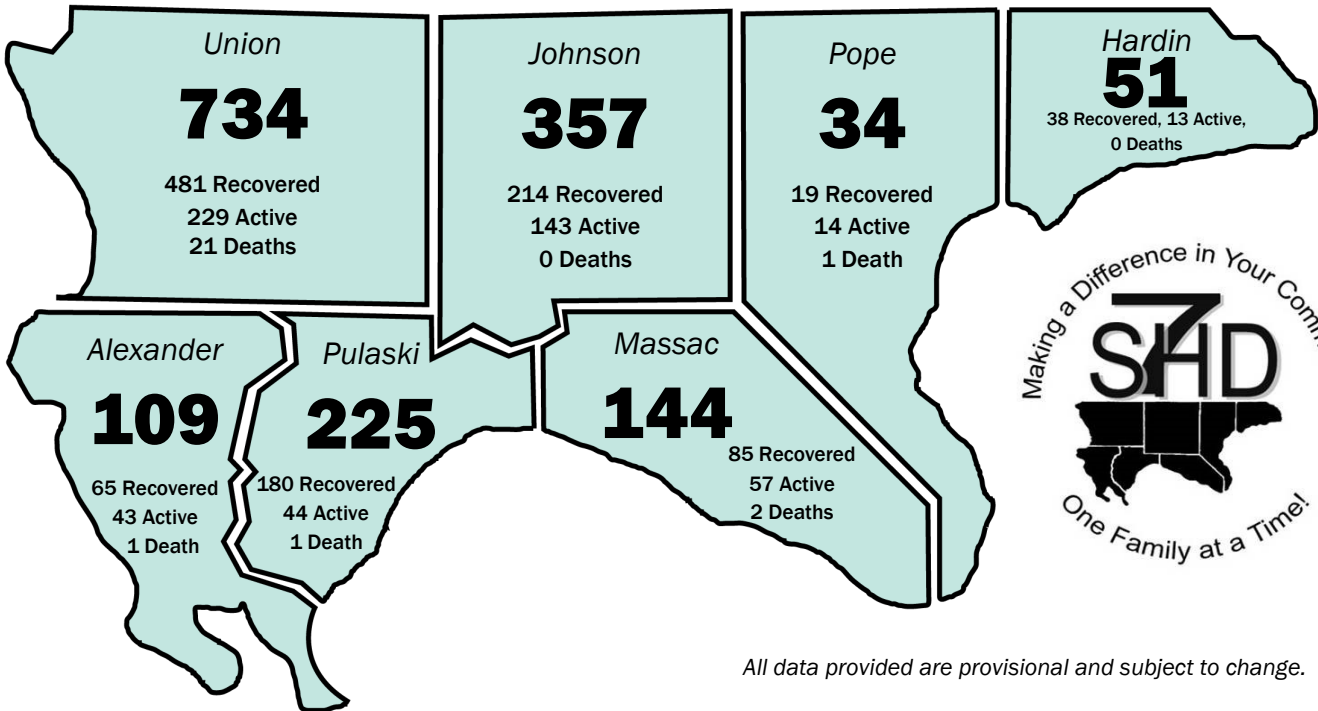 Union
734
481 Recovered
229 Active
21 Deaths
Johnson
357
214 Recovered
143 Active
0 Deaths
Pope
34
19 Recovered
14 Active
1 Death
Hardin
51
38 Recovered, 13 Active,
0 Deaths
Alexander
109
65 Recovered
43 Active
1 Death
Pulaski
225
180 Recovered
44 Active
1 Death
Massac
144
85 Recovered
57 Active
2 Deaths
Making a Difference in Your Comm
S7HD
One Family at a Time!
All data provided are provisional and subject to change.